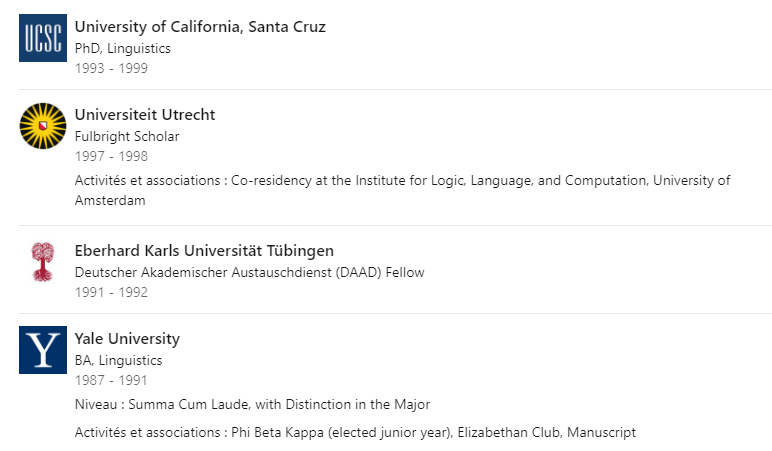 UCSC
University of California, Santa Cruz
PhD, Linguistics
1993 - 1999
Universiteit Utrecht
Fulbright Scholar
1997 - 1998
Activités et associations : Co-residency at the Institute for Logic, Language, and Computation, University of
Amsterdam
Eberhard Karls Universität Tübingen
Deutscher Akademischer Austauschdienst (DAAD) Fellow
1991 - 1992
Y
Yale University
BA, Linguistics
1987 - 1991
Niveau : Summa Cum Laude, with Distinction in the Major
Activités et associations : Phi Beta Kappa (elected junior year), Elizabethan Club, Manuscript